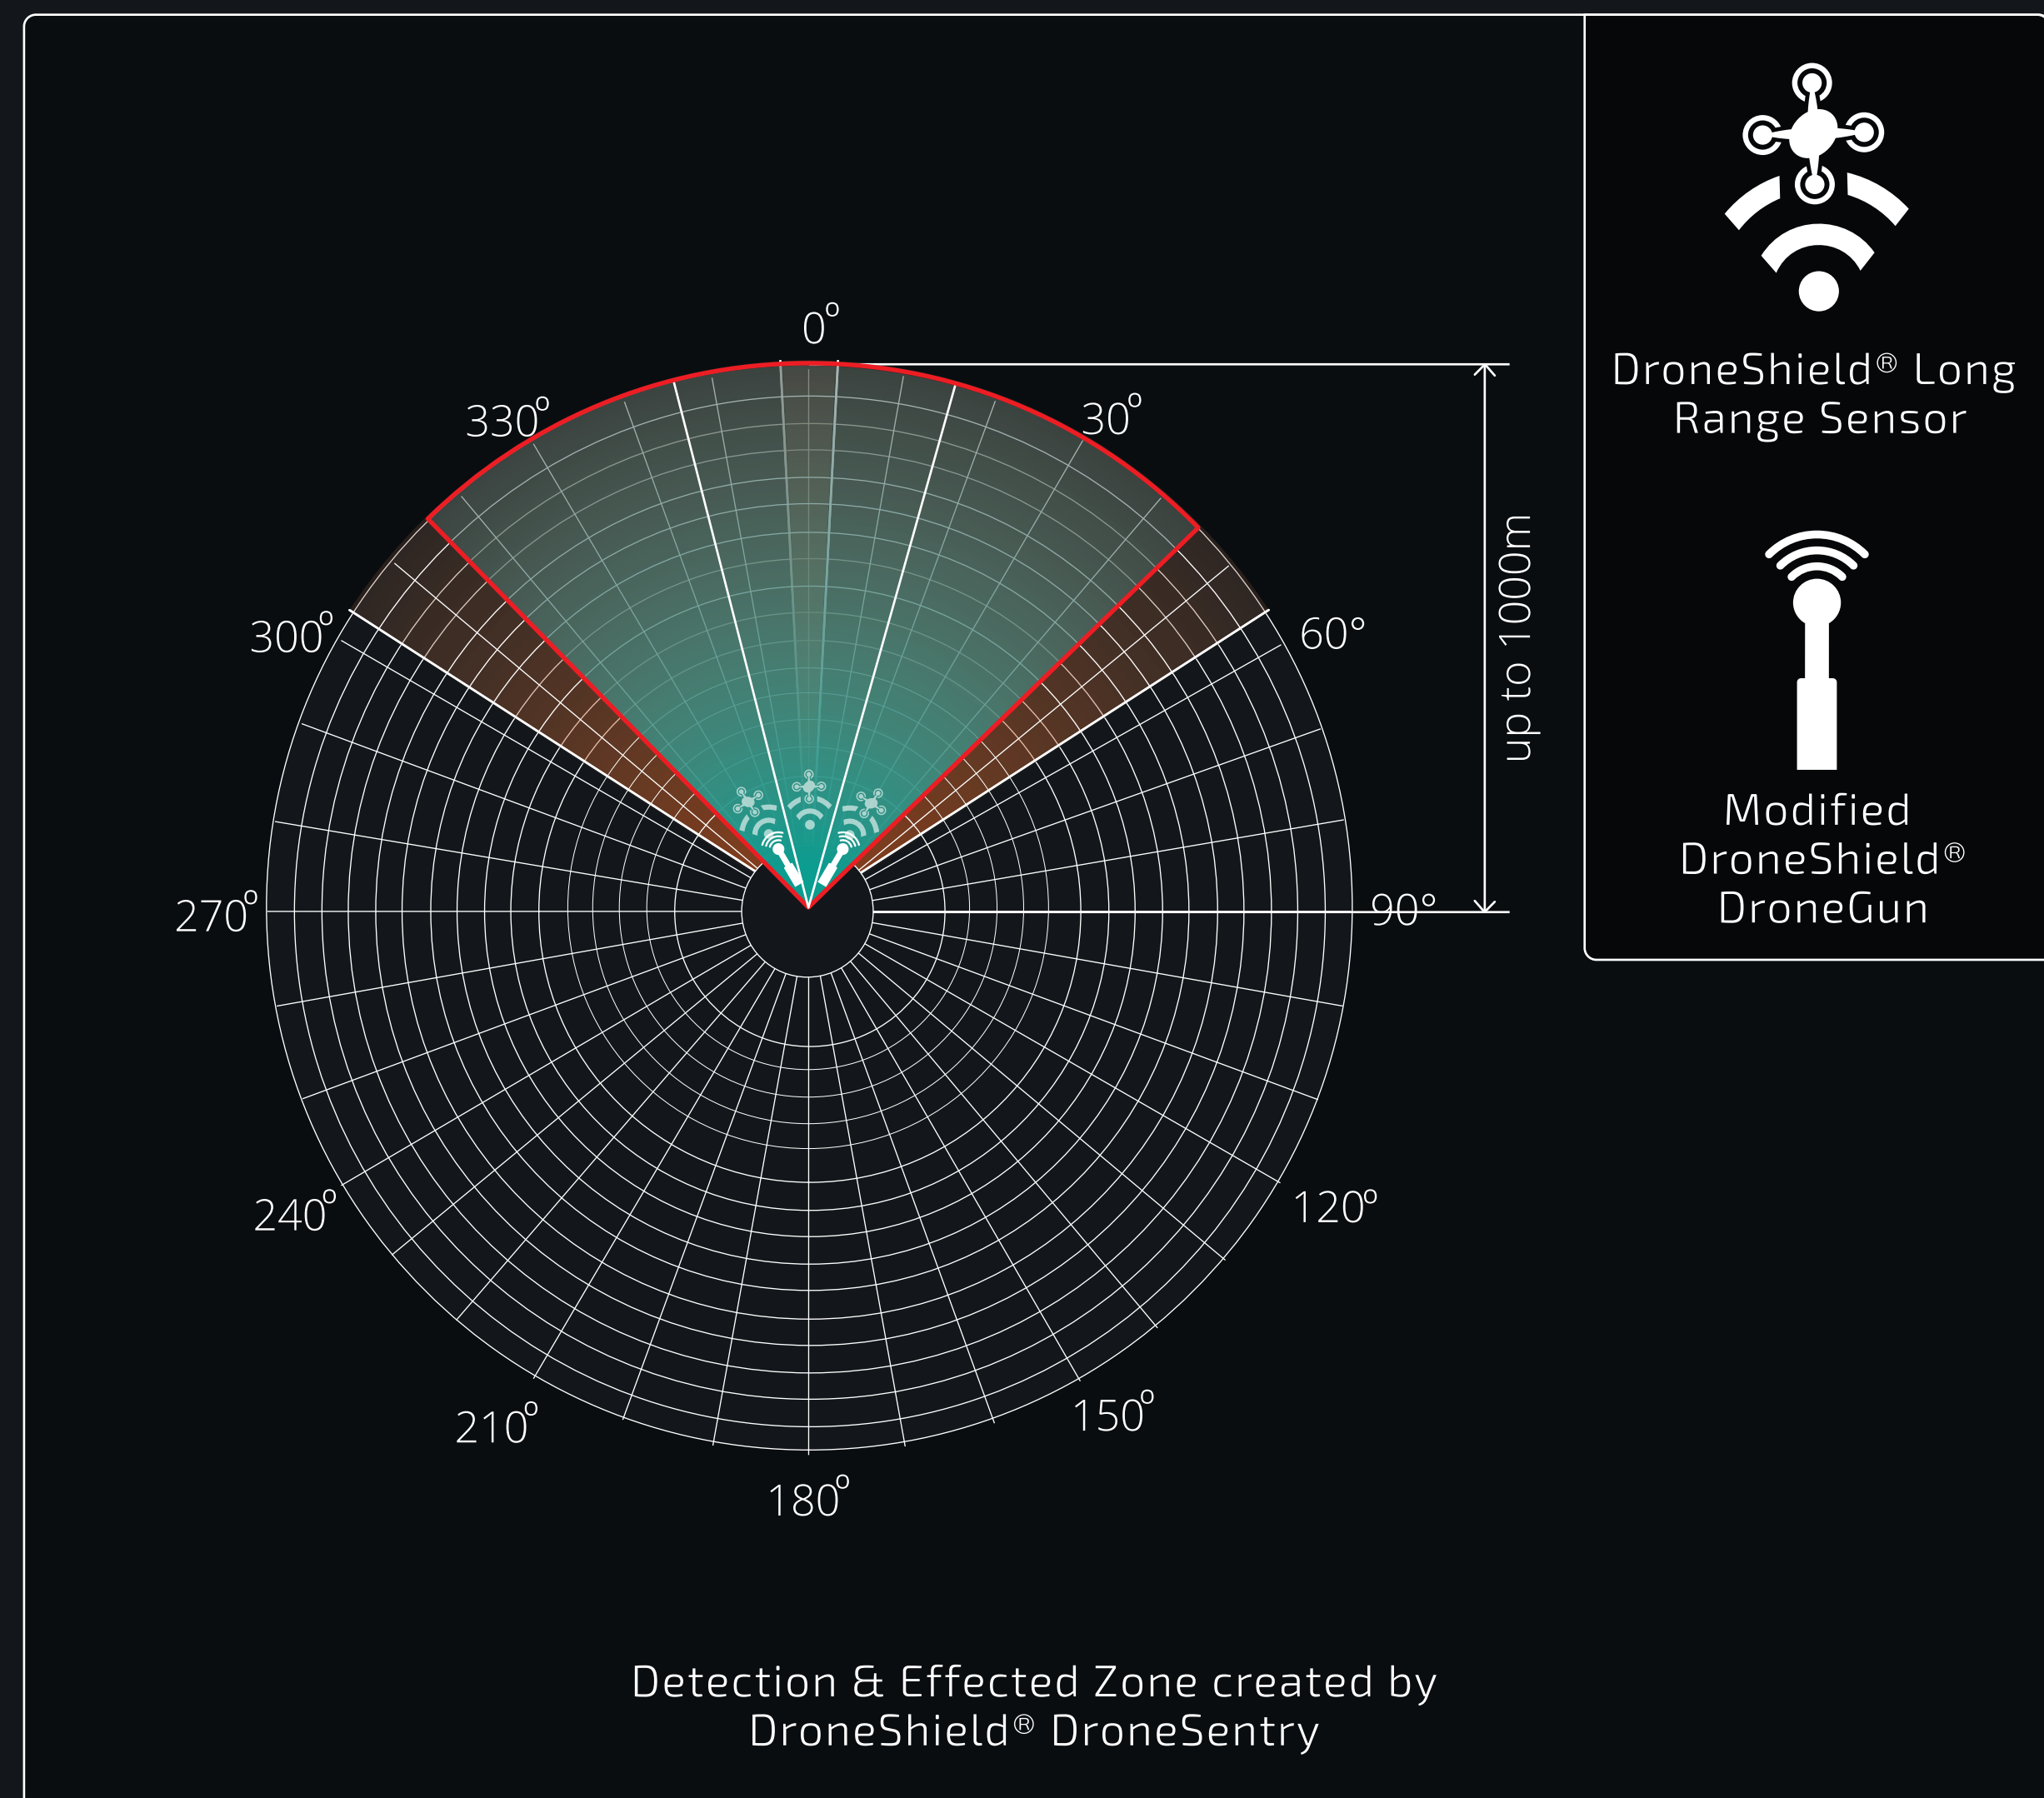 DroneShield® Long
Range Sensor
Modified
DroneShield®
DroneGun
0°
330°
30°
300°
60°
up to 1000m
270°
90°
240°
120°
210°
150°
180°
Detection & Effected Zone created by
DroneShield® DroneSentry